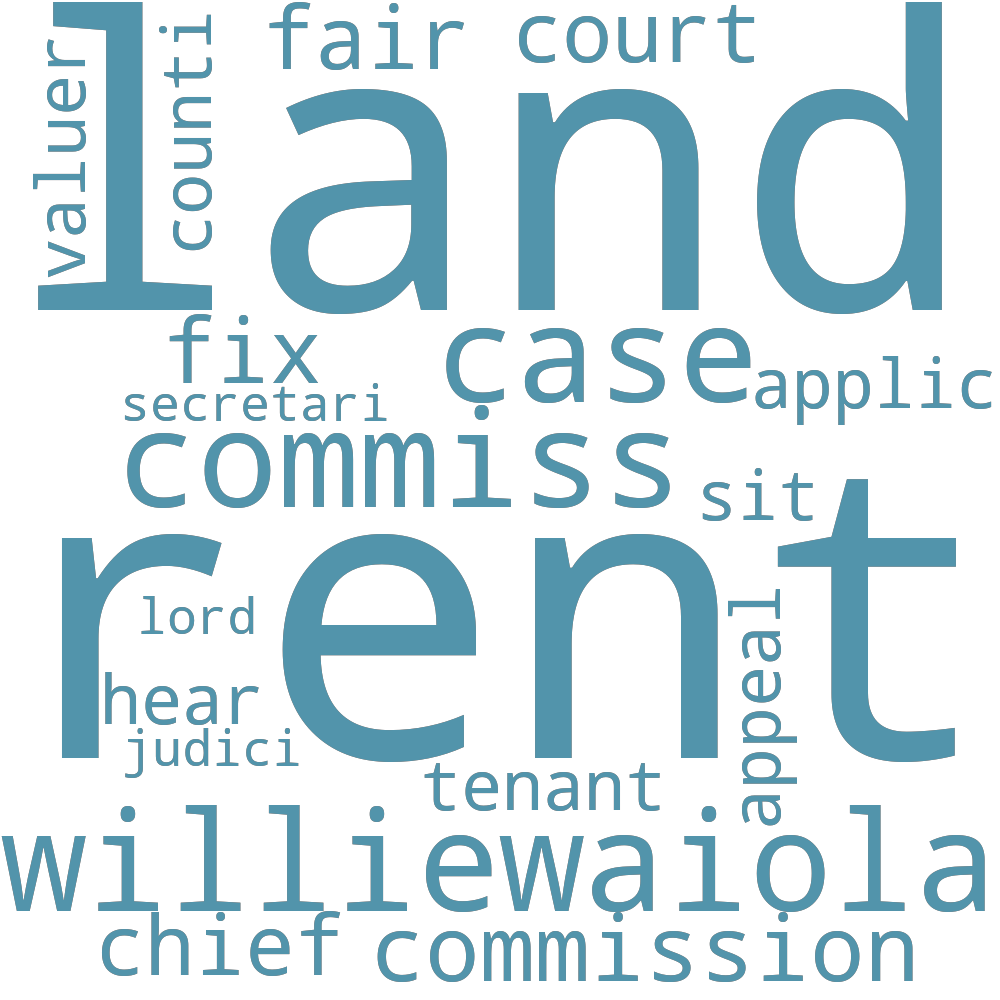 fair court
valuer
counti
land
fix
case
applic
secretari
commiss
sit
rent
lord
hear
judici
appeal
tenant
williewaiola
chief
commission